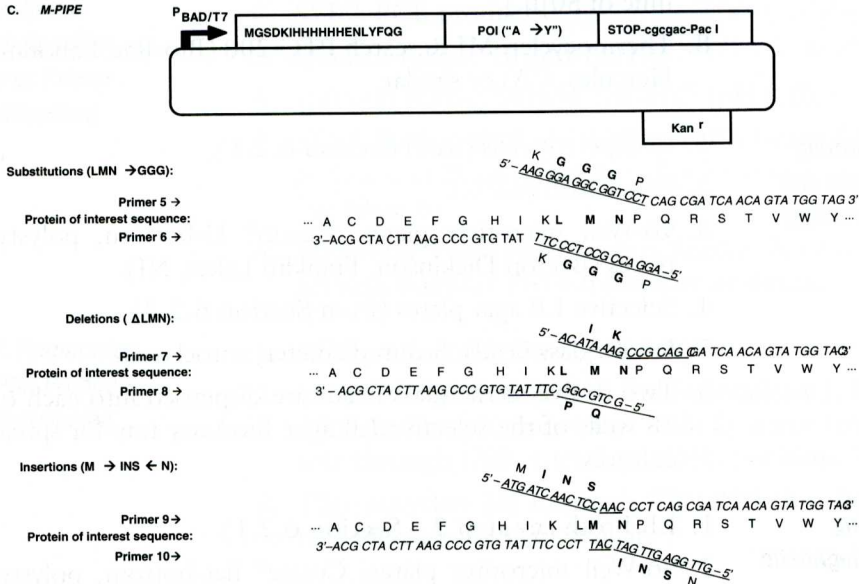 C. M-PIPE
P BAD/T7
MGSDKIHHHHHHENLYFQG POI ("A → Y") STOP-cgcgac-Pac I
Kan r
Substitutions (LMN → GGG):
K G G G P
5'-AAG GGA GGC GGT CCT CAG CGA TCA ACA GTA TGG TAG 3'
Primer 5 →
Protein of interest sequence: ... A C D E F G H I K L M N P Q R S T V W Y ...
Primer 6 → 3'-ACG CTA CTT AAG CCC GTG TAT TTC CCT CCG CCA GGA-5'
K G G G P
Deletions ( ΔLMN):
I K
5'-ACATAAAG CCG CAG CGA TCA ACA GTA TGG TAG 3'
Primer 7 →
Protein of interest sequence: ... A C D E F G H I K L M N P Q R S T V W Y ...
Primer 8 → 3'-ACG CTA CTT AAG CCC GTG TAT TTC GGC GTC G-5'
P Q
Insertions (M → INS ← N):
M I N S
5'-ATG ATC AAC TCC AAC CCT CAG CGA TCA ACA GTA TGG TAG 3'
Primer 9→
Protein of interest sequence: ... A C D E F G H I K L M N P Q R S T V W Y ...
Primer 10→ 3'-ACG CTA CTT AAG CCC GTG TAT TTC CCT TAC TAG TTG AGG TTG-5'
I N S N